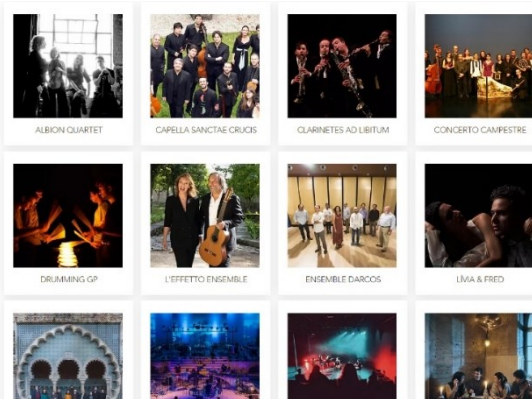 ALBION QUARTET
CAPELLA SANCTAE CRUCIS
CLARINETES AD LIBITUM
CONCERTO CAMPESTRE
DRUMMING GP
L'EFFETTO ENSEMBLE
ENSEMBLE DARCOS
LÍVIA & FRED